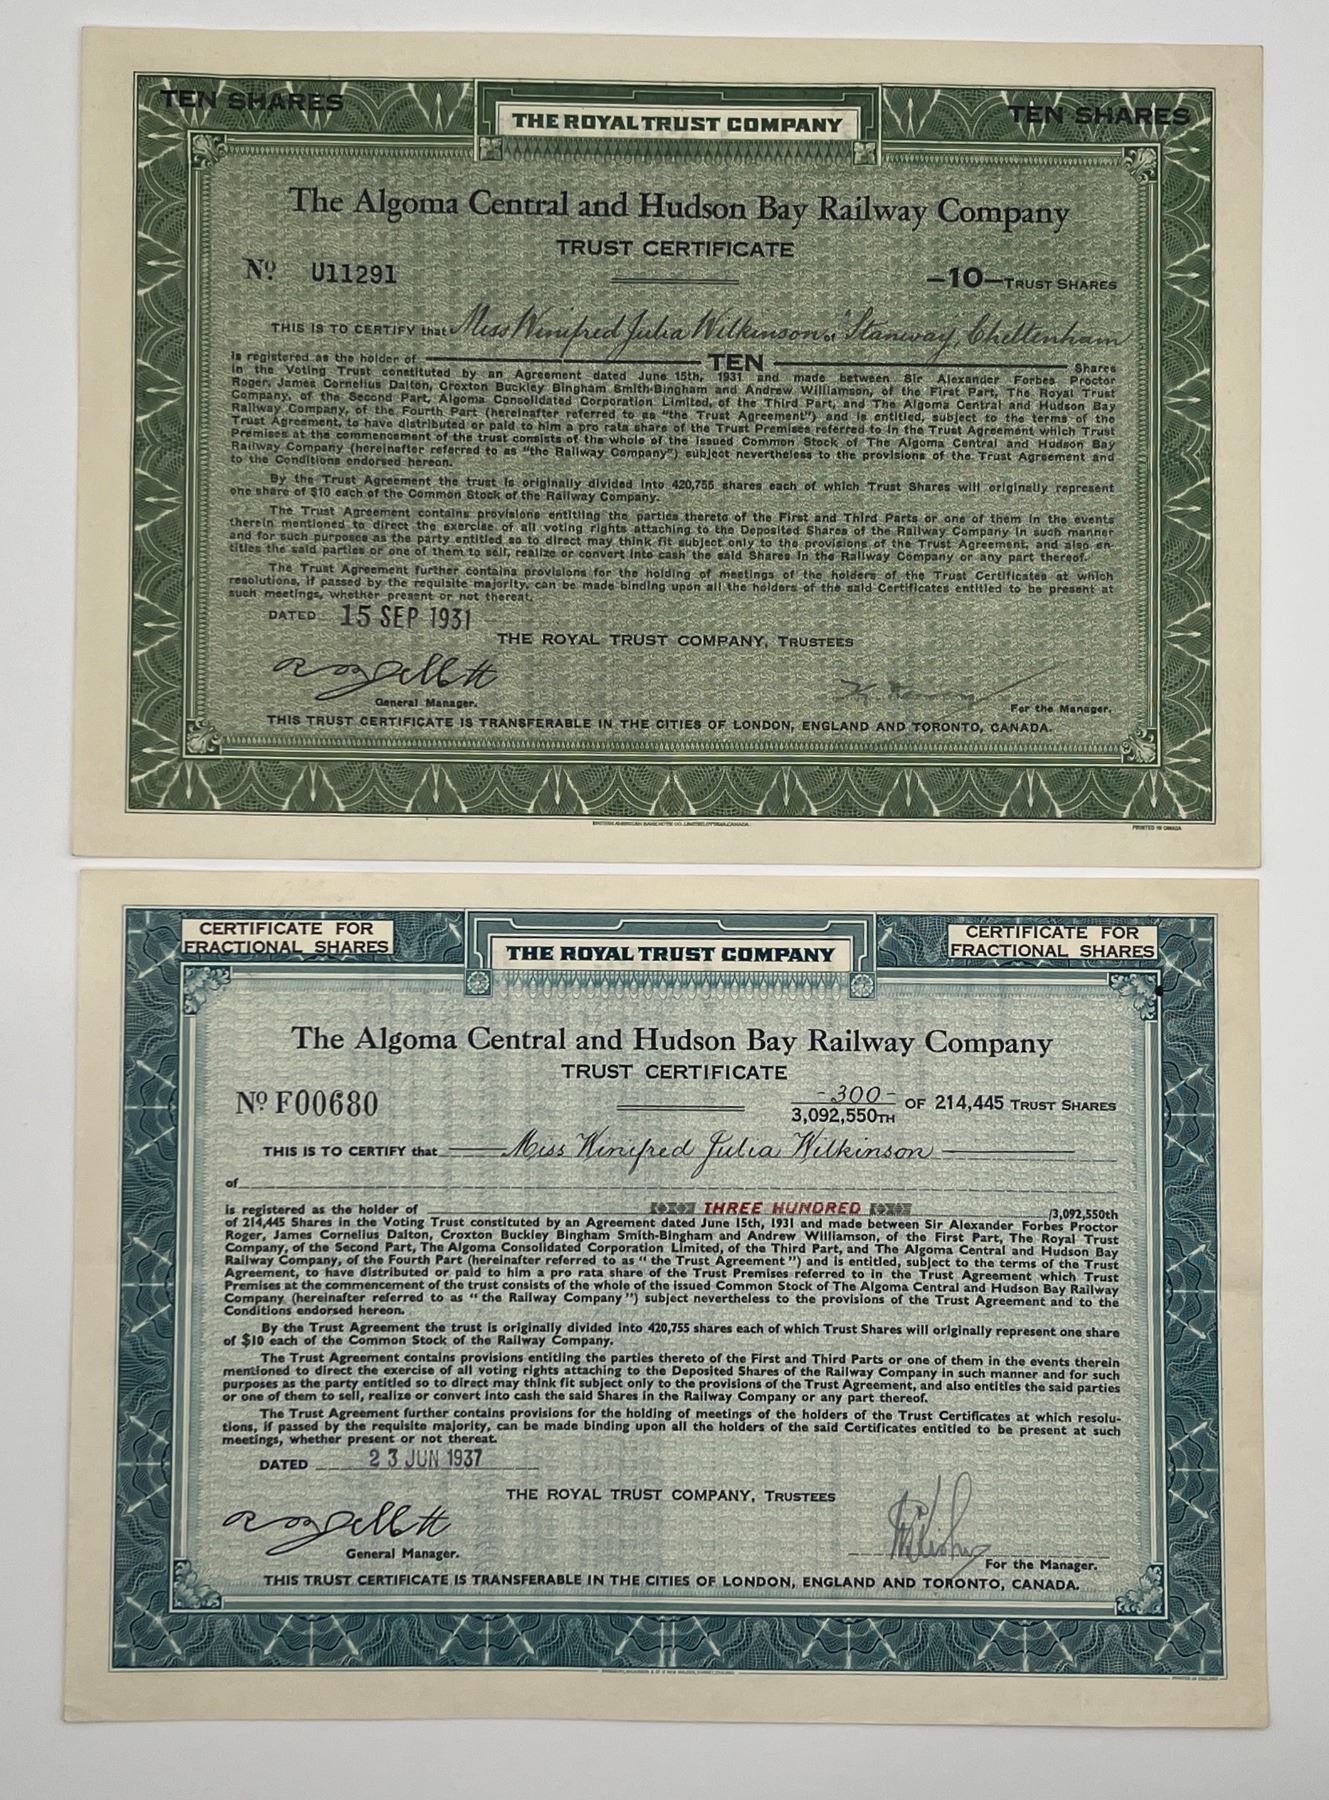 TEN SHARES
THE ROYAL TRUST COMPANY
TEN SHARES
The Algoma Central and Hudson Bay Railway Company
TRUST CERTIFICATE
No U11291
-10- TRUST SHARES
THIS IS TO CERTIFY that Miss Winifred Julia Wilkinson of "Stanway, Cheltenham
is registered as the holder of TEN Shares
in the Voting Trust constituted by an Agreement dated June 15th, 1931 and made between Sir Alexander Forbes Proctor
Roger, James Cornelius Dalton, Croxton Buckley Bingham Smith-Bingham and Andrew Williamson, of the First Part, The Royal Trust
Company, of the Second Part, Algoma Consolidated Corporation Limited, of the Third Part, and The Algoma Central and Hudson Bay
Railway Company, of the Fourth Part (hereinafter referred to as "the Trust Agreement") and is entitled, subject to the terms of the
Trust Agreement, to have distributed or paid to him a pro rata share of the Trust Premises referred to in the Trust Agreement which Trust
Premises at the commencement of the trust consists of the whole of the issued Common Stock of The Algoma Central and Hudson Bay
Railway Company (hereinafter referred to as "the Railway Company") subject nevertheless to the provisions of the Trust Agreement and
to the Conditions endorsed hereon.
By the Trust Agreement the trust is originally divided into 420,755 shares each of which Trust Shares will originally represent
one share of $10 each of the Common Stock of the Railway Company.
The Trust Agreement contains provisions entitling the parties thereto of the First and Third Parts or one of them in the events
therein mentioned to direct the exercise of all voting rights attaching to the Deposited Shares of the Railway Company in such manner
and for such purposes as the party entitled so to direct may think fit subject only to the provisions of the Trust Agreement, and also en-
titles the said parties or one of them to sell, realize or convert into cash the said Shares in the Railway Company or any part thereof.
The Trust Agreement further contains provisions for the holding of meetings of the holders of the Trust Certificates at which
resolutions, if passed by the requisite majority, can be made binding upon all the holders of the said Certificates entitled to be present at
such meetings, whether present or not thereat.
DATED 15 SEP 1931
THE ROYAL TRUST COMPANY, TRUSTEES
General Manager.
For the Manager.
THIS TRUST CERTIFICATE IS TRANSFERABLE IN THE CITIES OF LONDON, ENGLAND AND TORONTO, CANADA.
PRINTED IN CANADA
CERTIFICATE FOR
FRACTIONAL SHARES
THE ROYAL TRUST COMPANY
CERTIFICATE FOR
FRACTIONAL SHARES
The Algoma Central and Hudson Bay Railway Company
TRUST CERTIFICATE
No F00680
-300-
3,092,550TH OF 214,445 TRUST SHARES
THIS IS TO CERTIFY that Miss Winifred Julia Wilkinson
of
is registered as the holder of THREE HUNDRED /3,092,550th
of 214,445 Shares in the Voting Trust constituted by an Agreement dated June 15th, 1931 and made between Sir Alexander Forbes Proctor
Roger, James Cornelius Dalton, Croxton Buckley Bingham Smith-Bingham and Andrew Williamson, of the First Part, The Royal Trust
Company, of the Second Part, The Algoma Consolidated Corporation Limited, of the Third Part, and The Algoma Central and Hudson Bay
Railway Company, of the Fourth Part (hereinafter referred to as "the Trust Agreement") and is entitled, subject to the terms of the Trust
Agreement, to have distributed or paid to him a pro rata share of the Trust Premises referred to in the Trust Agreement which Trust
Premises at the commencement of the trust consists of the whole of the issued Common Stock of The Algoma Central and Hudson Bay Railway
Company (hereinafter referred to as "the Railway Company") subject nevertheless to the provisions of the Trust Agreement and to the
Conditions endorsed hereon.
By the Trust Agreement the trust is originally divided into 420,755 shares each of which Trust Shares will originally represent one share
of $10 each of the Common Stock of the Railway Company.
The Trust Agreement contains provisions entitling the parties thereto of the First and Third Parts or one of them in the events therein
mentioned to direct the exercise of all voting rights attaching to the Deposited Shares of the Railway Company in such manner and for such
purposes as the party entitled so to direct may think fit subject only to the provisions of the Trust Agreement, and also entitles the said parties
or one of them to sell, realize or convert into cash the said Shares in the Railway Company or any part thereof.
The Trust Agreement further contains provisions for the holding of meetings of the holders of the Trust Certificates at which resolu-
tions, if passed by the requisite majority, can be made binding upon all the holders of the said Certificates entitled to be present at such
meetings, whether present or not thereat.
DATED 23 JUN 1937
THE ROYAL TRUST COMPANY, TRUSTEES
General Manager.
For the Manager.
THIS TRUST CERTIFICATE IS TRANSFERABLE IN THE CITIES OF LONDON, ENGLAND AND TORONTO, CANADA.
PRINTED IN ENGLAND